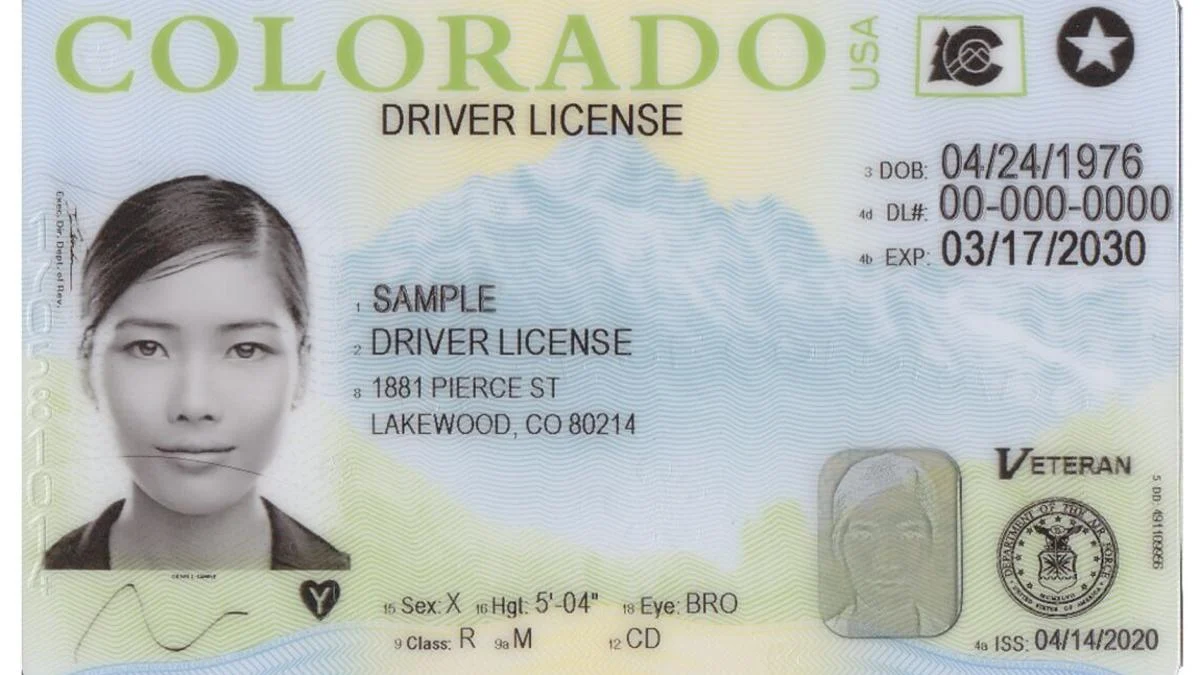 COLORADO
USA
DRIVER LICENSE
3 DOB: 04/24/1976
4d DL#: 00-000-0000
4b EXP: 03/17/2030
Exec. Dir. Dept. of Rev.
1 SAMPLE
2 DRIVER LICENSE
8 1881 PIERCE ST
LAKEWOOD, CO 80214
VETERAN
DEPARTMENT OF THE AIR FORCE
MCMXLVII
UNITED STATES OF AMERICA
5 DD 49110
Y
15 Sex: X 16 Hgt: 5'-04" 18 Eye: BRO
9 Class: R 9a M 12 CD
4a ISS: 04/14/2020